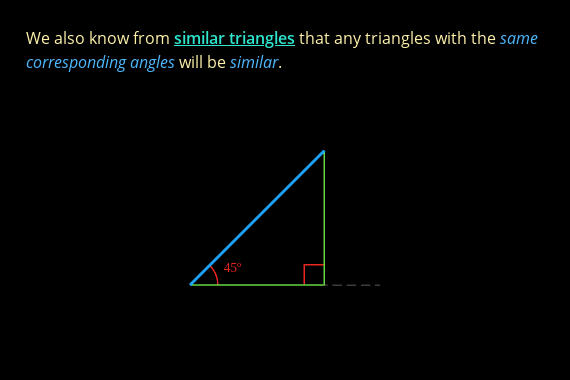 We also know from similar triangles that any triangles with the same
corresponding angles will be similar.
45°